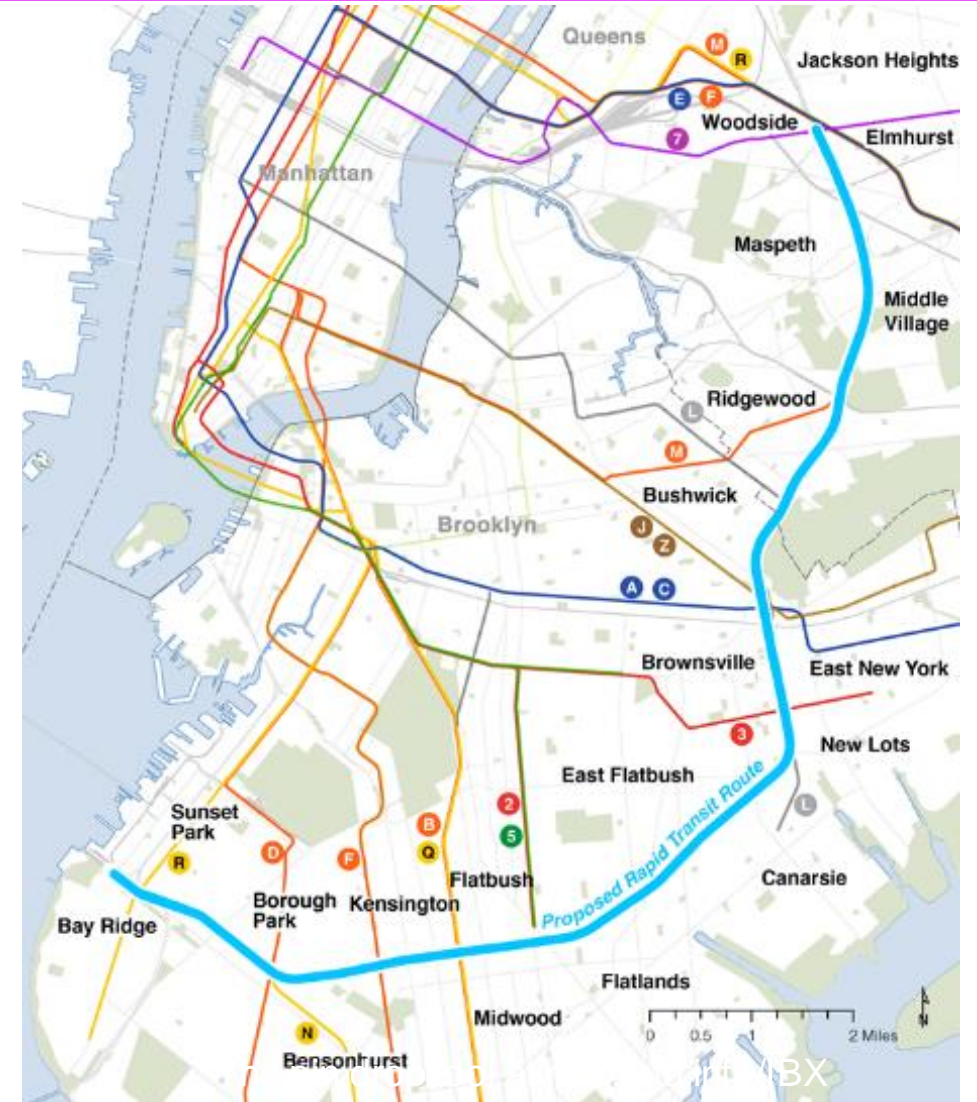 Queens
M
R
Jackson Heights
E
F
Woodside
7
Elmhurst
Manhattan
Maspeth
Middle
Village
Ridgewood
L
M
Bushwick
Brooklyn
J
Z
A
C
Brownsville
East New York
3
New Lots
East Flatbush
Proposed Rapid Transit Route
2
5
L
Sunset
Park
R
D
F
B
Q
Flatbush
Canarsie
Borough
Park
Kensington
Bay Ridge
Flatlands
N
Midwood
0 0.5 1 2 Miles
N
Bensonhurst
IBX